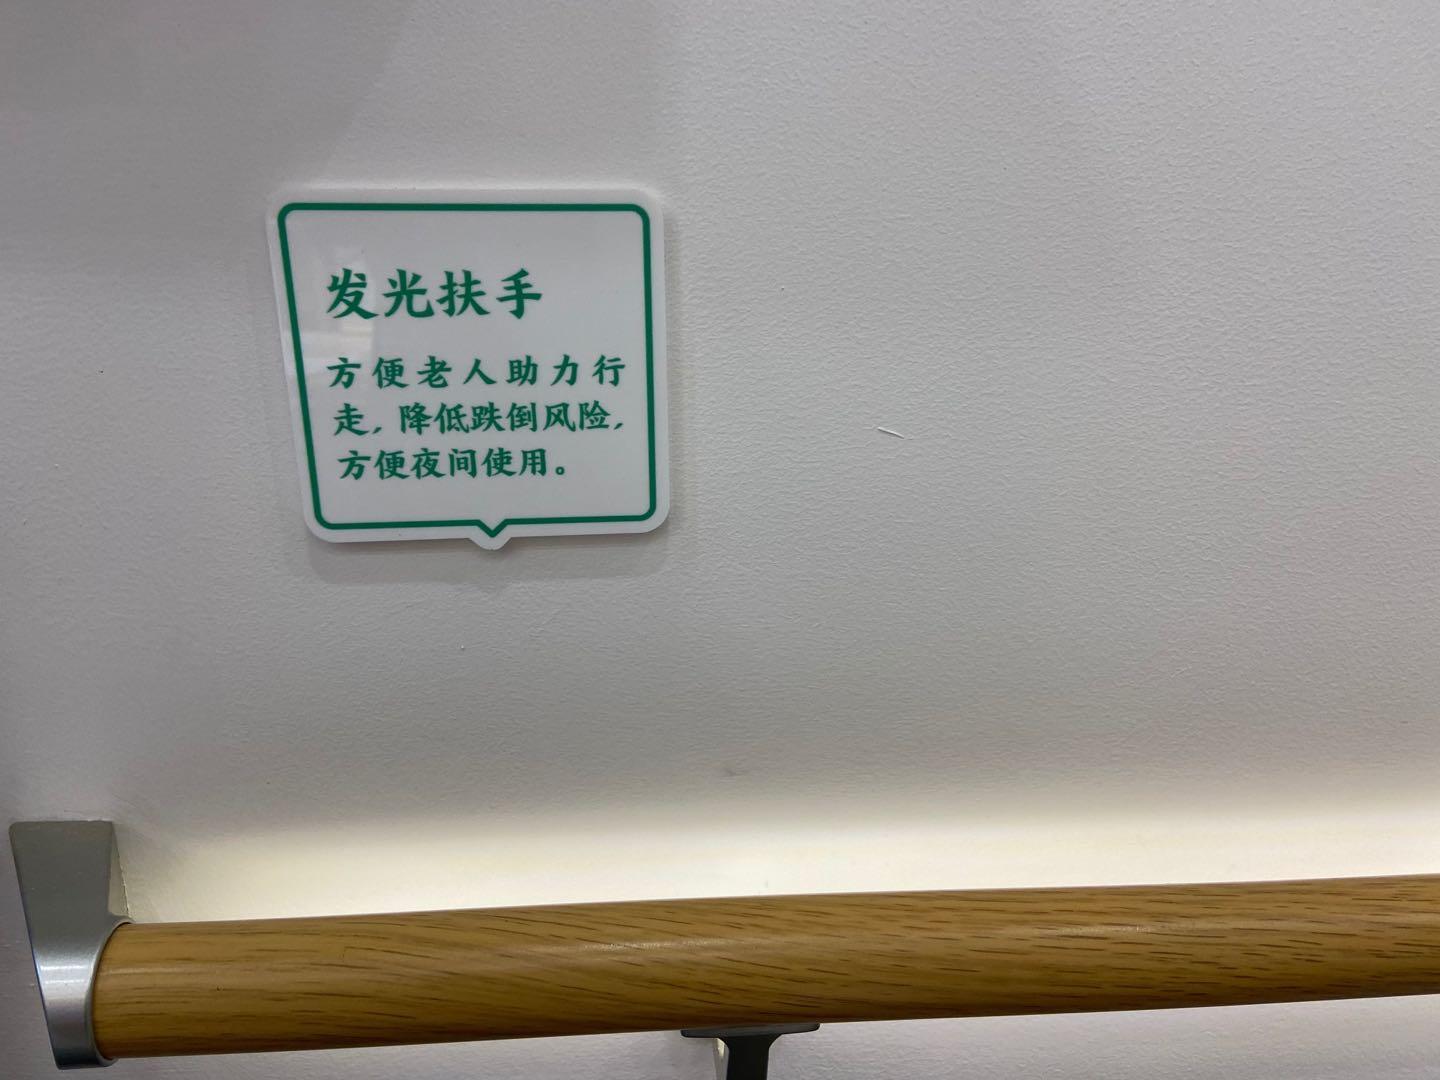 发光扶手
方便老人助力行
走，降低跌倒风险，
方便夜间使用。